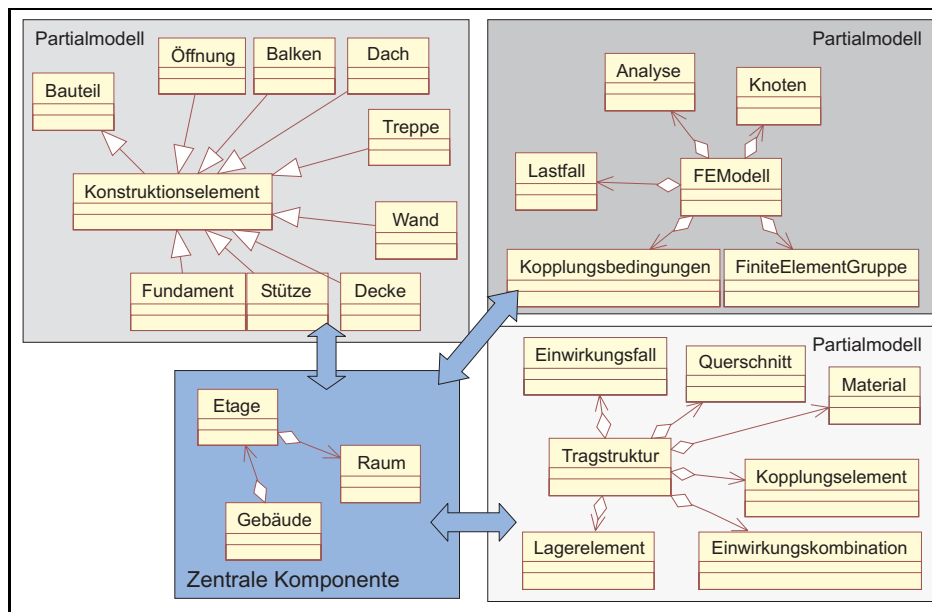 Partialmodell
Öffnung
Balken
Dach
Bauteil
Treppe
Konstruktionselement
Wand
Fundament
Stütze
Decke
Partialmodell
Analyse
Knoten
Lastfall
FEModell
Kopplungsbedingungen
FiniteElementGruppe
Partialmodell
Einwirkungsfall
Querschnitt
Material
Tragstruktur
Kopplungselement
Lagerelement
Einwirkungskombination
Etage
Raum
Gebäude
Zentrale Komponente